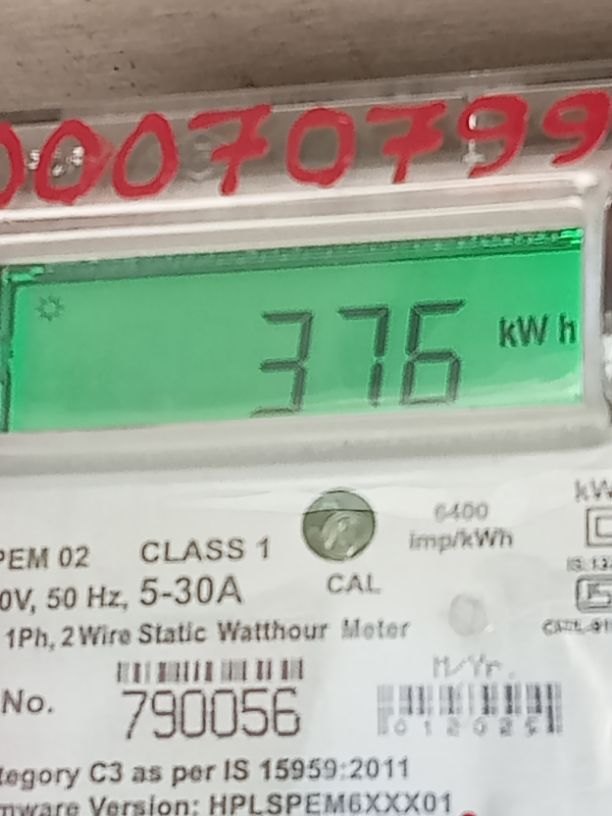 00070799
376 kWh
6400
imp/kWh
PEM 02 CLASS 1
0V, 50 Hz, 5-30A
CAL
1Ph, 2 Wire Static Watthour Meter
M/Yr.
No. 790056
012025
tegory C3 as per IS 15959:2011
mware Version: HPLSPEM6XXX01